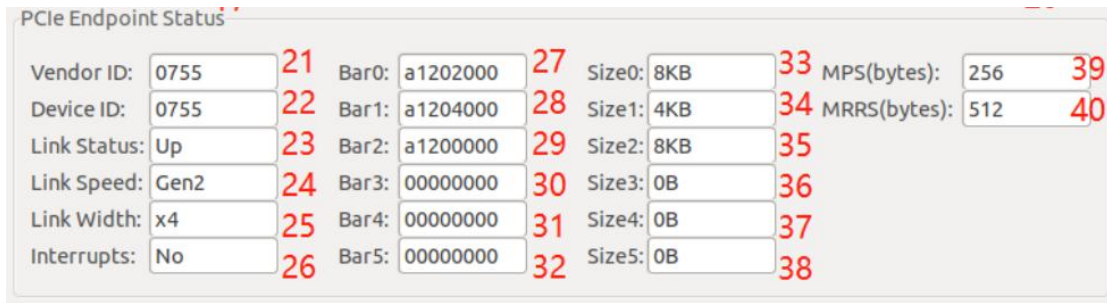 PCIe Endpoint Status
Vendor ID: 0755 21 Bar0: a1202000 27 Size0: 8KB 33 MPS(bytes): 256 39
Device ID: 0755 22 Bar1: a1204000 28 Size1: 4KB 34 MRRS(bytes): 512 40
Link Status: Up 23 Bar2: a1200000 29 Size2: 8KB 35
Link Speed: Gen2 24 Bar3: 00000000 30 Size3: 0B 36
Link Width: x4 25 Bar4: 00000000 31 Size4: 0B 37
Interrupts: No 26 Bar5: 00000000 32 Size5: 0B 38